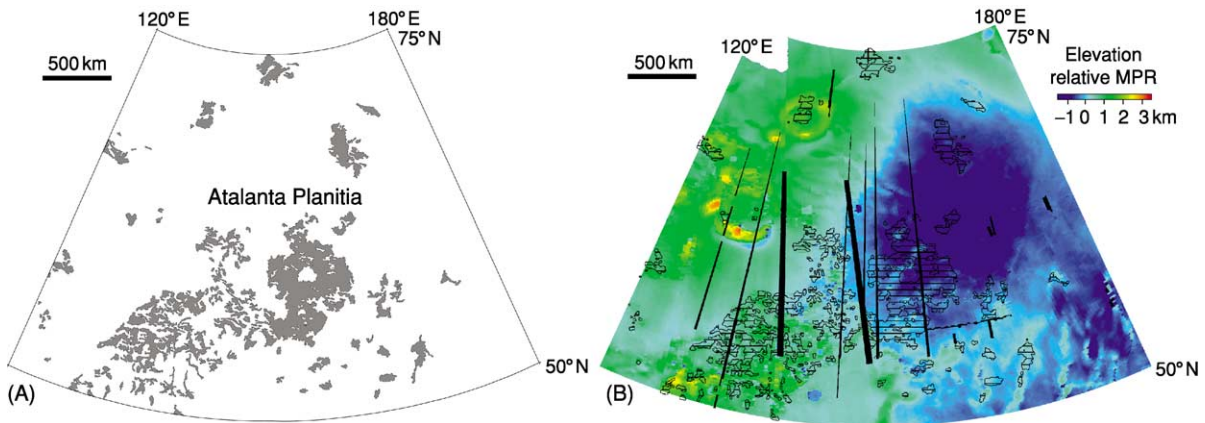 120°E
180°E
75°N
500 km
Atalanta Planitia
50°N
(A)
180°E
75°N
120°E
500 km
Elevation
relative MPR
−1 0 1 2 3 km
50°N
(B)